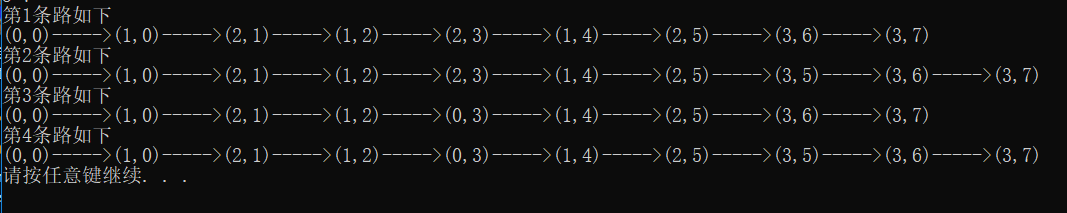 第1条路如下
(0,0)----->(1,0)----->(2,1)----->(1,2)----->(2,3)----->(1,4)----->(2,5)----->(3,6)----->(3,7)
第2条路如下
(0,0)----->(1,0)----->(2,1)----->(1,2)----->(2,3)----->(1,4)----->(2,5)----->(3,5)----->(3,6)----->(3,7)
第3条路如下
(0,0)----->(1,0)----->(2,1)----->(1,2)----->(0,3)----->(1,4)----->(2,5)----->(3,6)----->(3,7)
第4条路如下
(0,0)----->(1,0)----->(2,1)----->(1,2)----->(0,3)----->(1,4)----->(2,5)----->(3,5)----->(3,6)----->(3,7)
请按任意键继续. . .